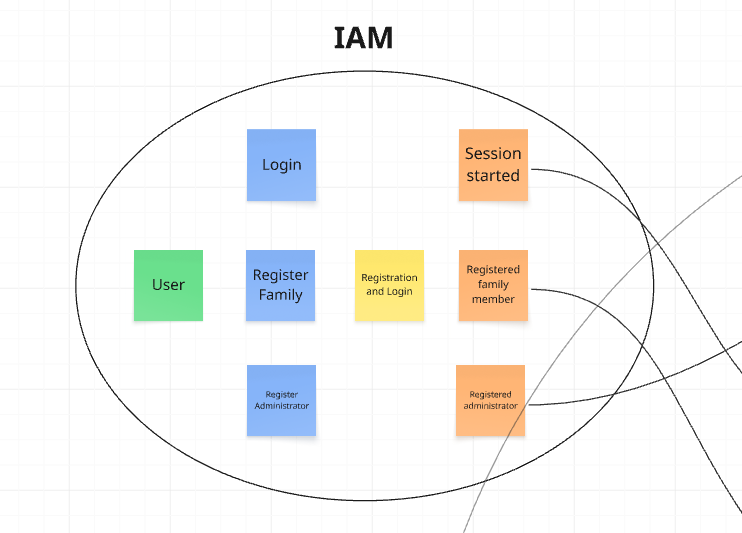 IAM
Login
Session
started
User
Register
Family
Registration
and Login
Registered
family
member
Register
Administrator
Registered
administrator